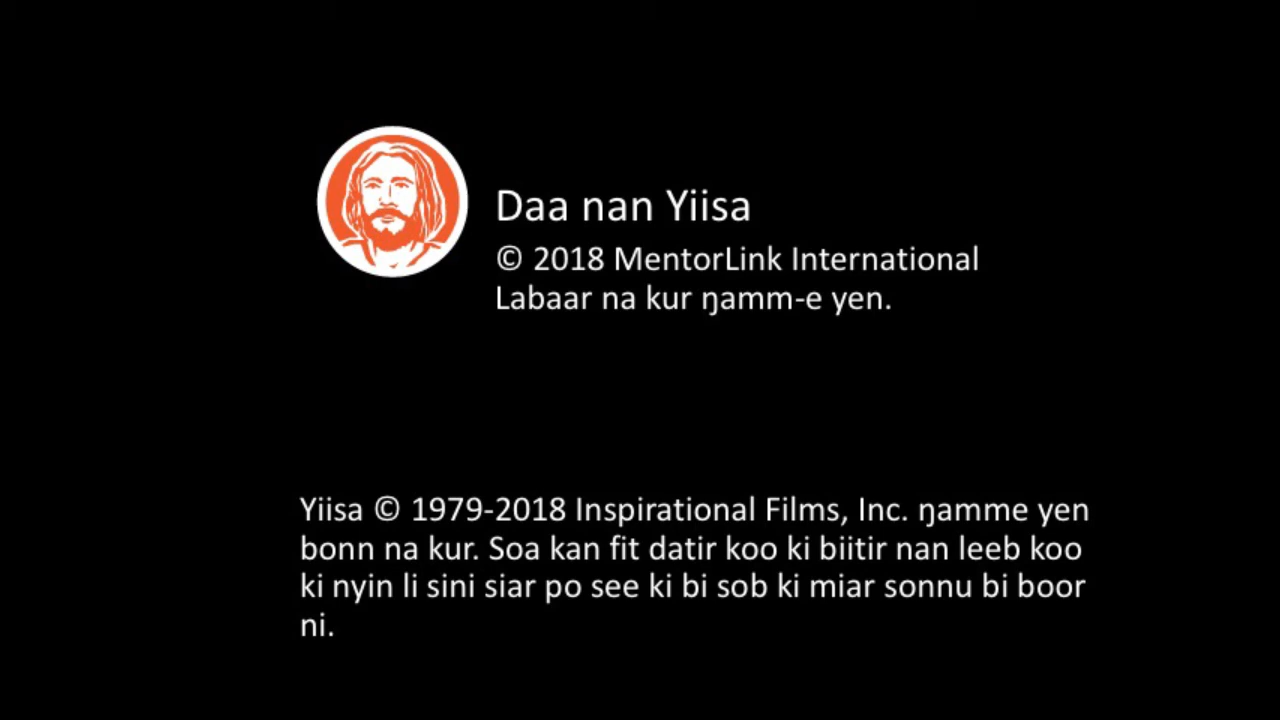 Daa nan Yiisa
© 2018 MentorLink International
Labaar na kur ŋamm-e yen.
Yiisa © 1979-2018 Inspirational Films, Inc. ŋamme yen
bonn na kur. Soa kan fit datir koo ki biitir nan leeb koo
ki nyin li sini siar po see ki bi sob ki miar sonnu bi boor
ni.